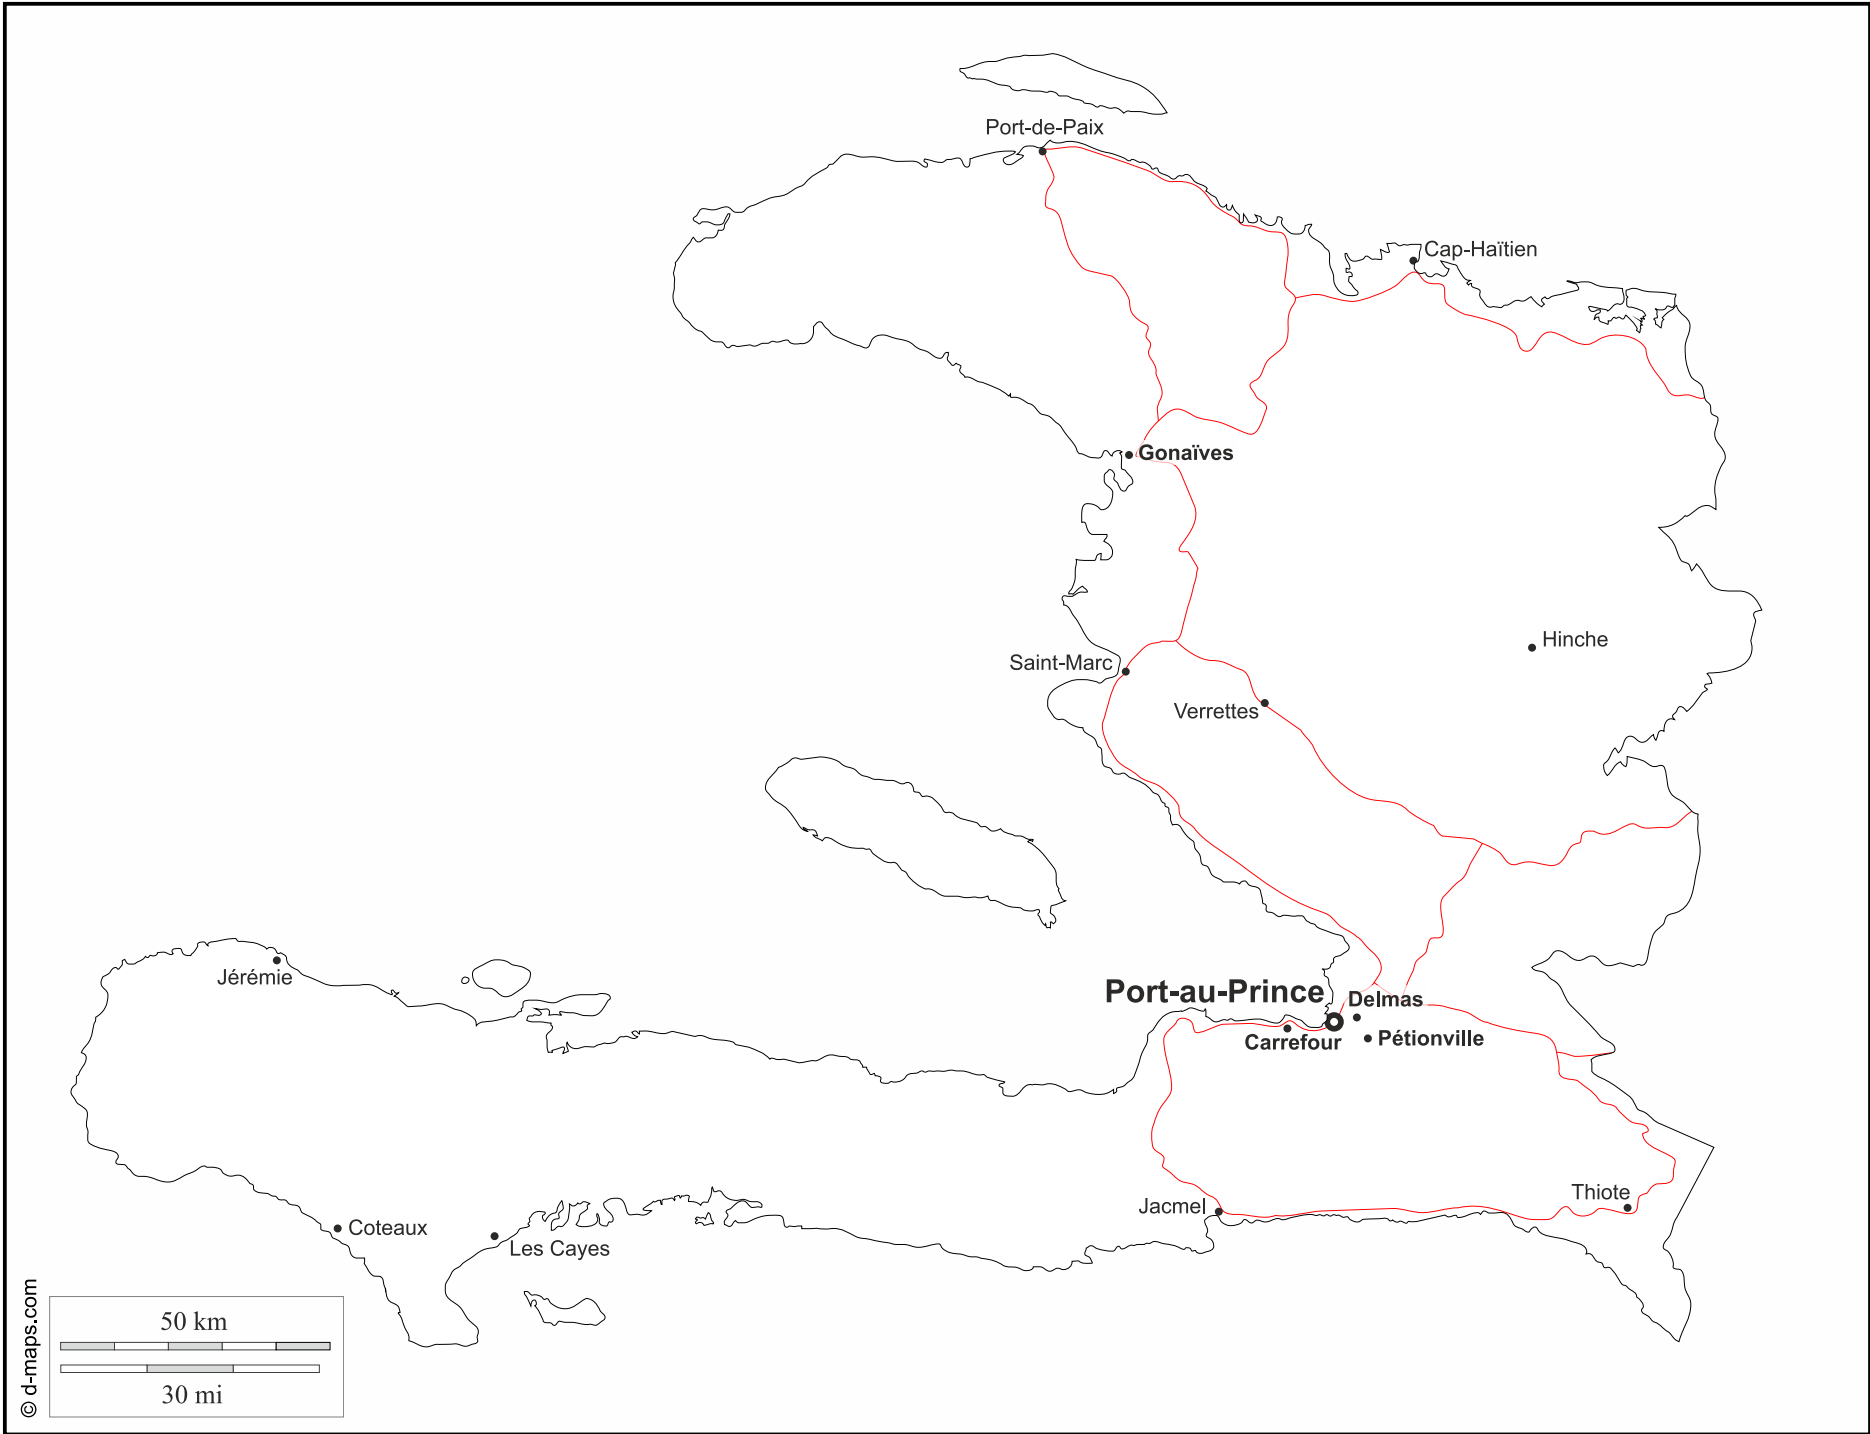 Port-de-Paix
Cap-Haïtien
Gonaïves
Hinche
Saint-Marc
Verrettes
Jérémie
Port-au-Prince
Delmas
Carrefour
Pétionville
Thiote
Jacmel
Coteaux
Les Cayes
50 km
30 mi
© d-maps.com